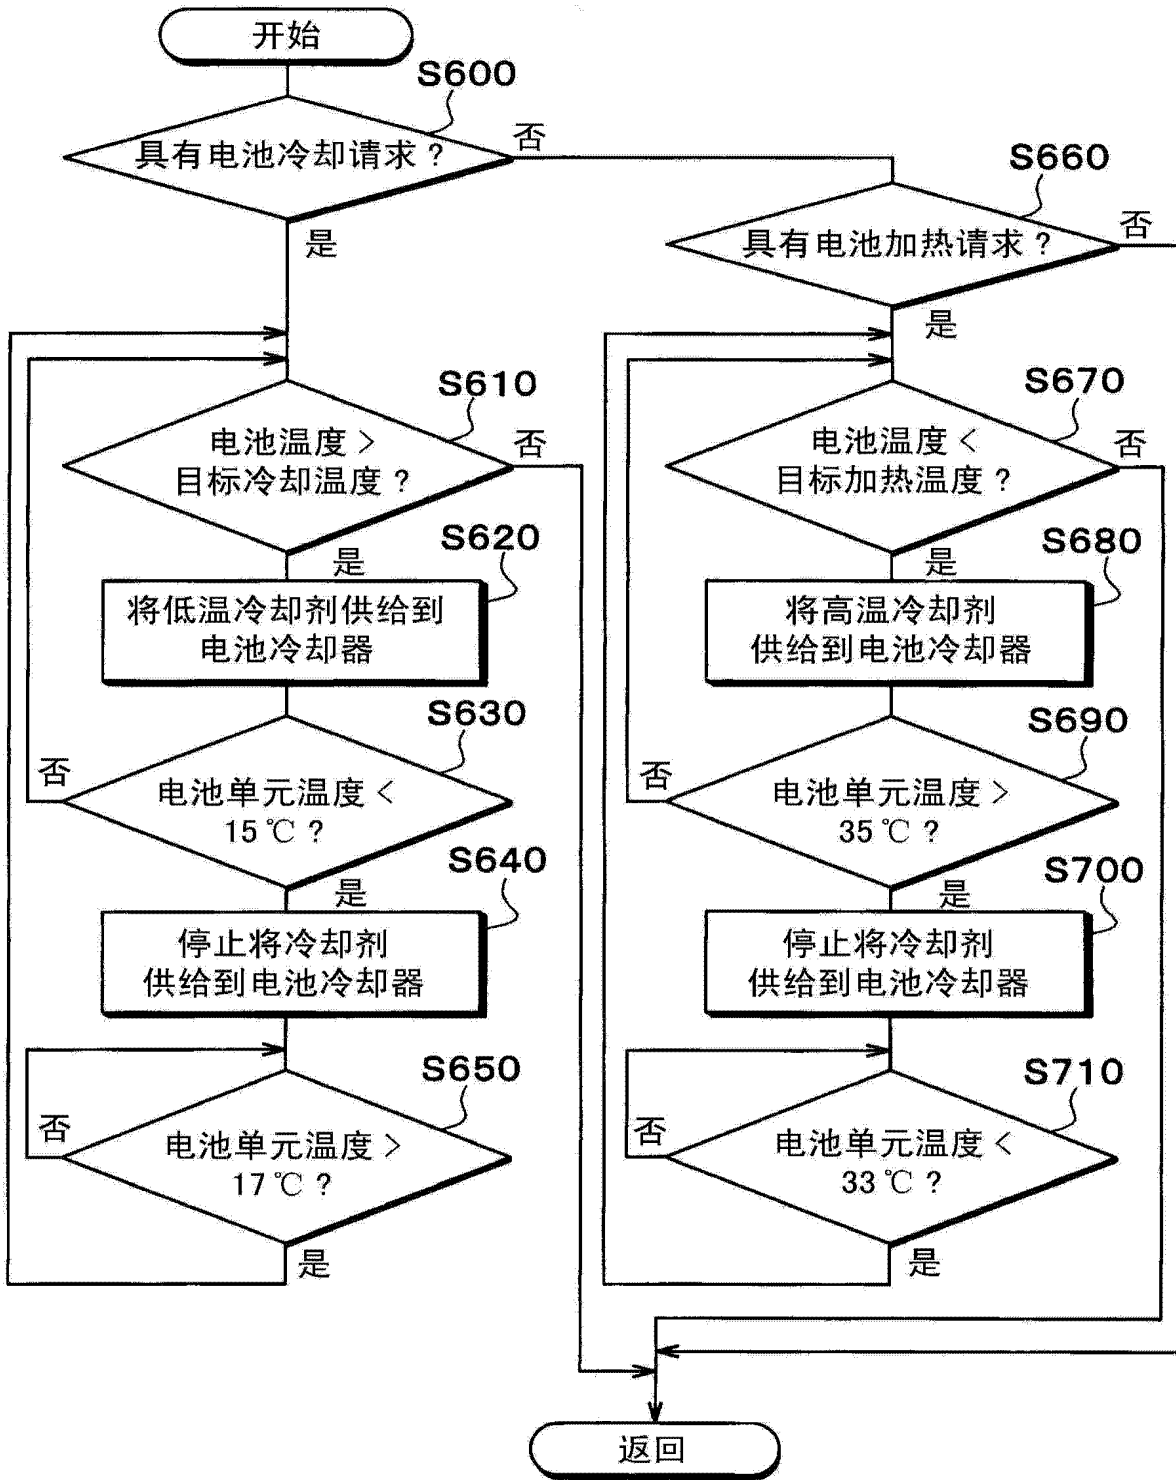 开始
S600
具有电池冷却请求？
否
是
S660
具有电池加热请求？
否
是
S610
电池温度＞
目标冷却温度？
否
是
S620
将低温冷却剂供给到
电池冷却器
S630
电池单元温度＜
15℃？
否
是
S640
停止将冷却剂
供给到电池冷却器
S650
电池单元温度＞
17℃？
否
是
S670
电池温度＜
目标加热温度？
否
是
S680
将高温冷却剂
供给到电池冷却器
S690
电池单元温度＞
35℃？
否
是
S700
停止将冷却剂
供给到电池冷却器
S710
电池单元温度＜
33℃？
否
是
返回